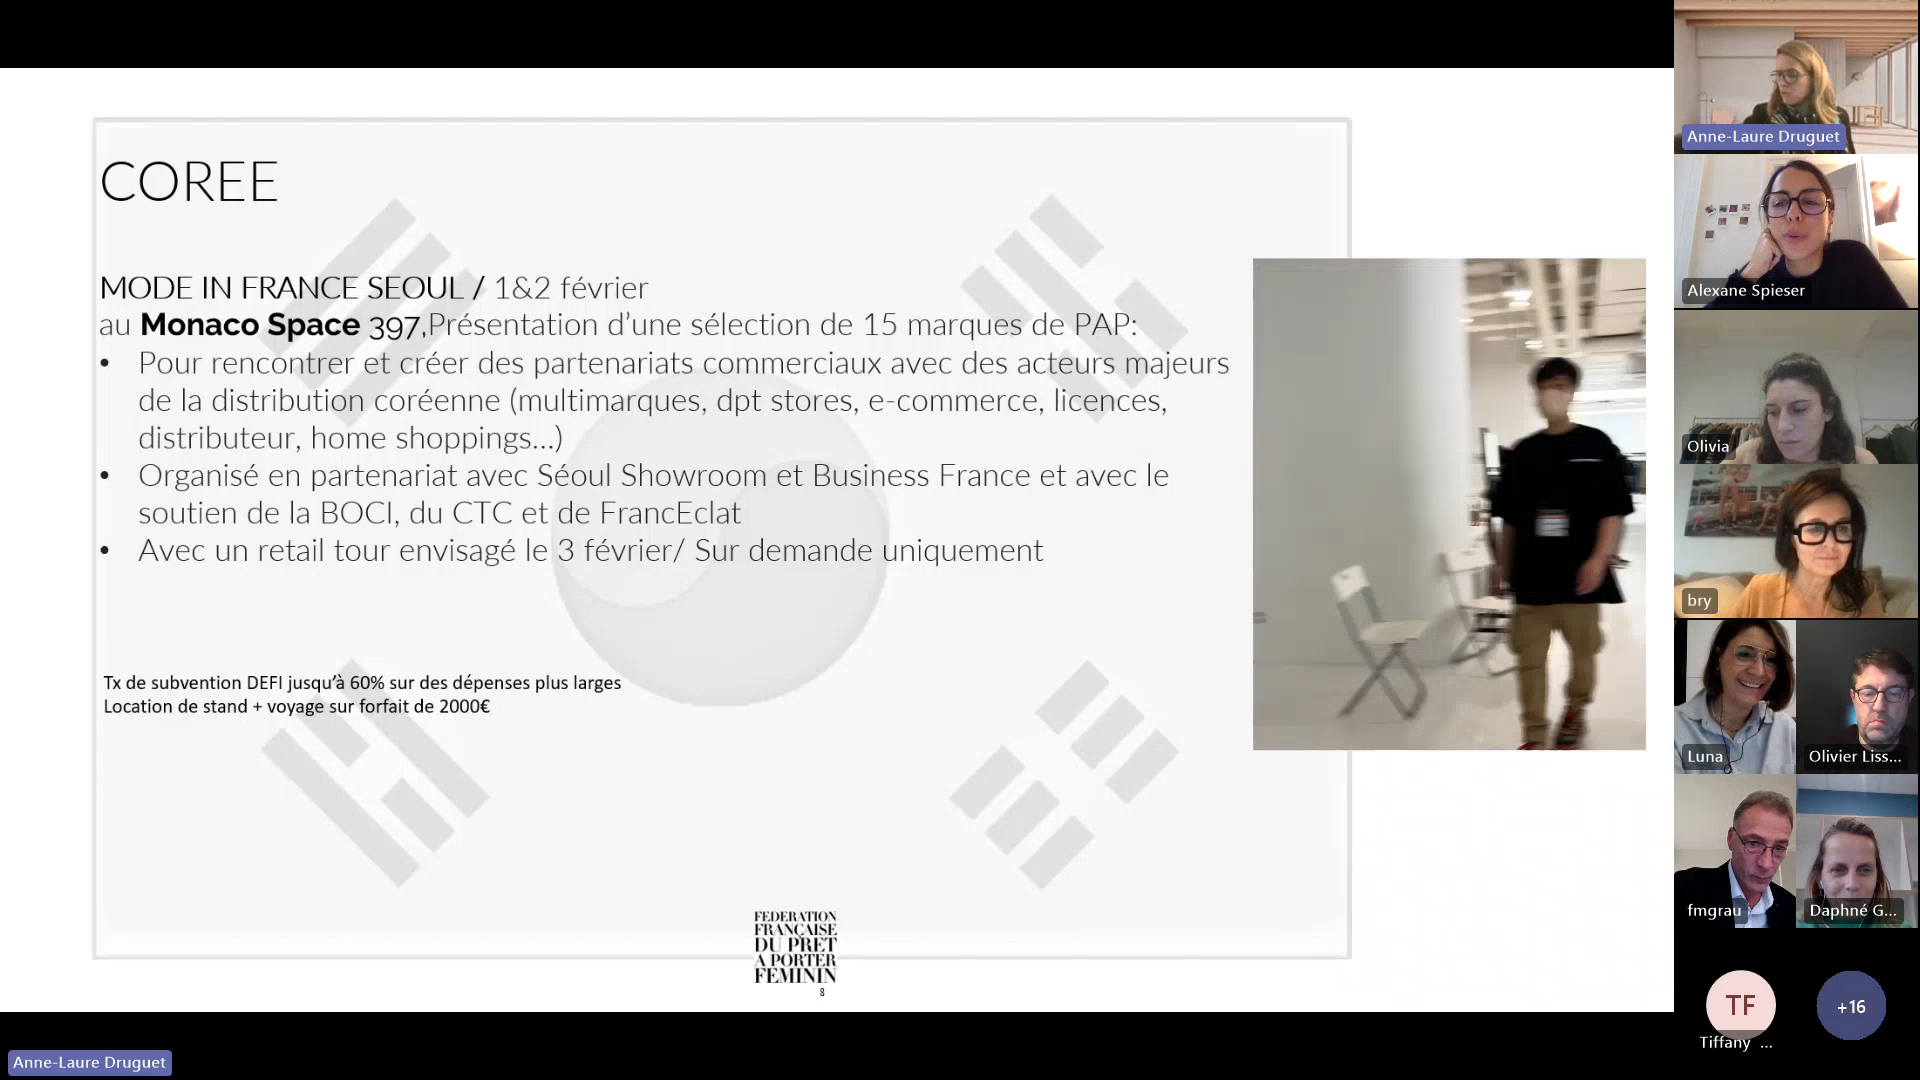 COREE
MODE IN FRANCE SEOUL / 1&2 février
au Monaco Space 397,Présentation d’une sélection de 15 marques de PAP:
• Pour rencontrer et créer des partenariats commerciaux avec des acteurs majeurs
de la distribution coréenne (multimarques, dpt stores, e-commerce, licences,
distributeur, home shoppings...)
• Organisé en partenariat avec Séoul Showroom et Business France et avec le
soutien de la BOCI, du CTC et de FrancEclat
• Avec un retail tour envisagé le 3 février/ Sur demande uniquement
Tx de subvention DEFI jusqu’à 60% sur des dépenses plus larges
Location de stand + voyage sur forfait de 2000€
FEDERATION
FRANÇAISE
DU PRET
A PORTER
FEMININ
8
Anne-Laure Druguet
Anne-Laure Druguet
Alexane Spieser
Olivia
bry
Luna
Olivier Liss...
fmgrau
Daphné G...
TF
Tiffany ...
+16